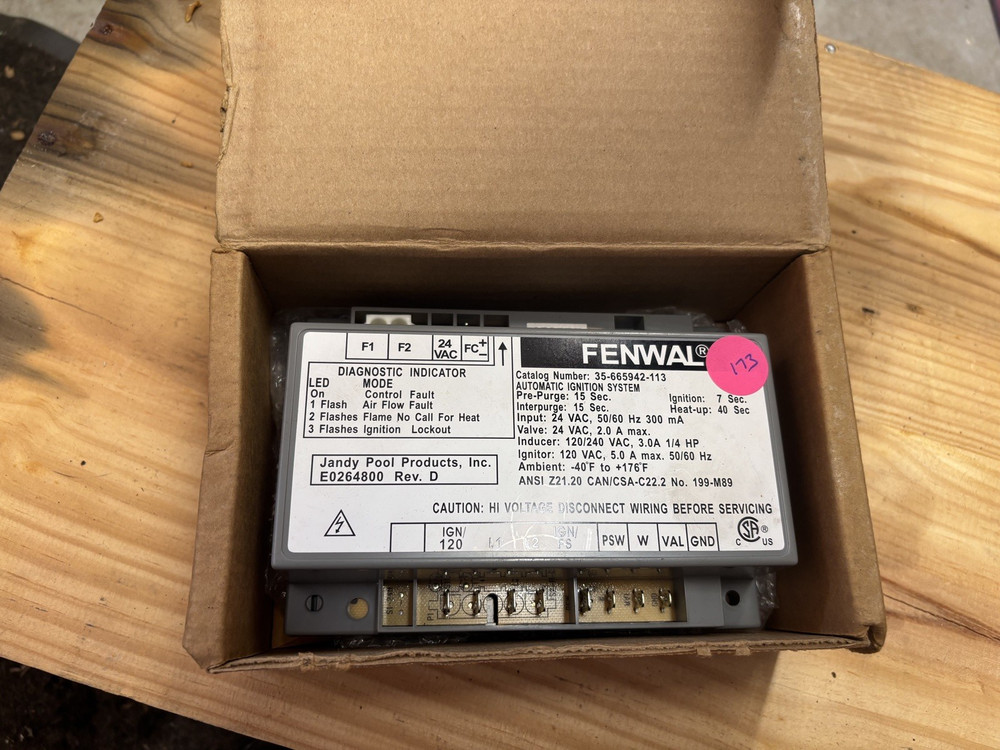 F1 F2 24 VAC FC + -
DIAGNOSTIC INDICATOR
LED MODE
On Control Fault
1 Flash Air Flow Fault
2 Flashes Flame No Call For Heat
3 Flashes Ignition Lockout
Jandy Pool Products, Inc.
E0264800 Rev. D
FENWAL®
173
Catalog Number: 35-665942-113
AUTOMATIC IGNITION SYSTEM
Pre-Purge: 15 Sec. Ignition: 7 Sec.
Interpurge: 15 Sec. Heat-up: 40 Sec
Input: 24 VAC, 50/60 Hz 300 mA
Valve: 24 VAC, 2.0 A max.
Inducer: 120/240 VAC, 3.0A 1/4 HP
Ignitor: 120 VAC, 5.0 A max. 50/60 Hz
Ambient: -40°F to +176°F
ANSI Z21.20 CAN/CSA-C22.2 No. 199-M89
CAUTION: HI VOLTAGE DISCONNECT WIRING BEFORE SERVICING
IGN/ 120 L1 IGN/ FS PSW W VAL GND
C SA ® US